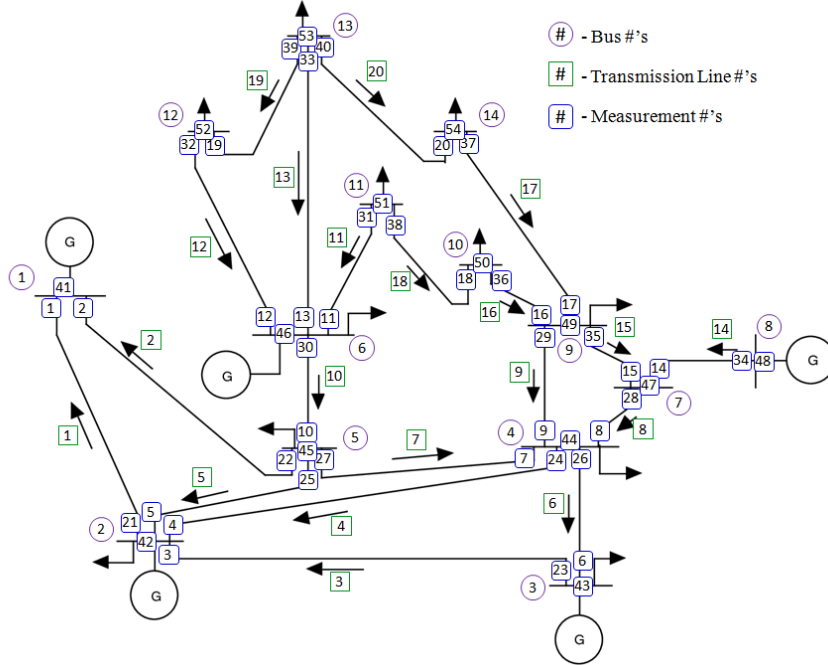 # - Bus #'s
# - Transmission Line #'s
# - Measurement #'s
53 13
39 40
33
19 20
12 52 14 54
32 19 20 37
13 17
11 51
31 38
12 11 10 50
18 18 36
G
1 41
1 2
12 13 11
46
30 6
16 16 17
49
29 9 35 15
14 8
34 48 G
15 14
47
28 7
2
G
10 9
8 8
1
10 5
45
22 27
25
7 4 9 44
7 24 26
5
4
6
21 5
4
2 42
3
3
23 6
3 43
G
G